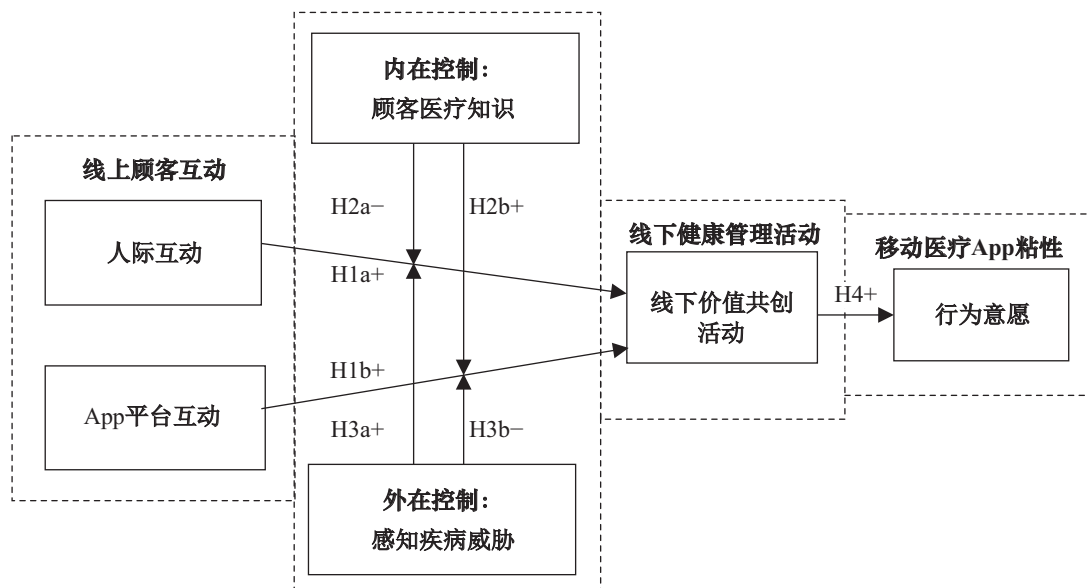 内在控制：
顾客医疗知识
线上顾客互动
人际互动
App平台互动
H2a−
H2b+
H1a+
H1b+
H3a+
H3b−
外在控制：
感知疾病威胁
线下健康管理活动
线下价值共创
活动
H4+
移动医疗App粘性
行为意愿